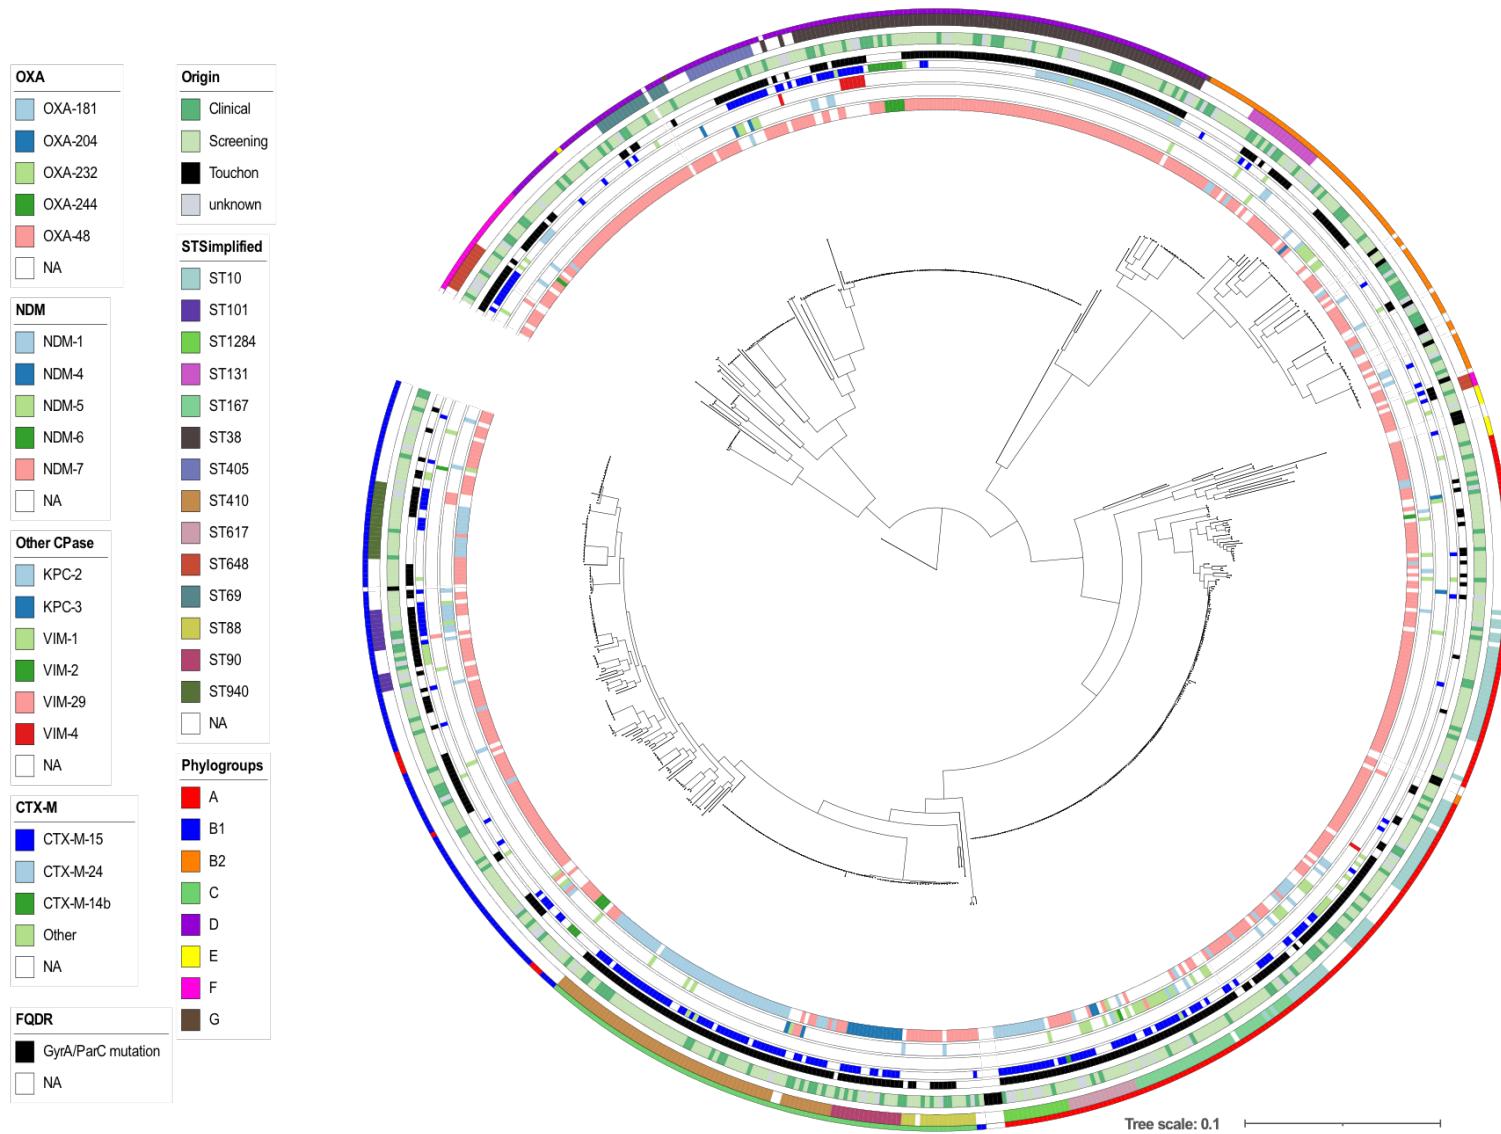 OXA
OXA-181
OXA-204
OXA-232
OXA-244
OXA-48
NA
NDM
NDM-1
NDM-4
NDM-5
NDM-6
NDM-7
NA
Other CPase
KPC-2
KPC-3
VIM-1
VIM-2
VIM-29
VIM-4
NA
CTX-M
CTX-M-15
CTX-M-24
CTX-M-14b
Other
NA
FQDR
GyrA/ParC mutation
NA
Origin
Clinical
Screening
Touchon
unknown
STSimplified
ST10
ST101
ST1284
ST131
ST167
ST38
ST405
ST410
ST617
ST648
ST69
ST88
ST90
ST940
NA
Phylogroups
A
B1
B2
C
D
E
F
G
Tree scale: 0.1